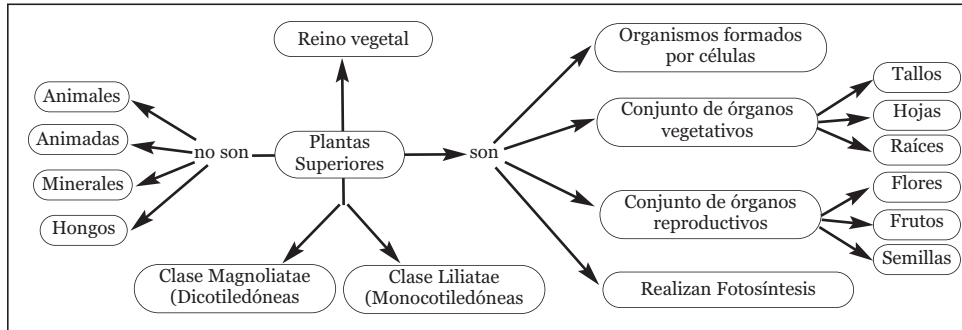 Reino vegetal
Animales
Animadas
Minerales
Hongos
no son
Plantas
Superiores
son
Clase Magnoliatae
(Dicotiledóneas
Clase Liliatae
(Monocotiledóneas
Organismos formados
por células
Conjunto de órganos
vegetativos
Tallos
Hojas
Raíces
Conjunto de órganos
reproductivos
Flores
Frutos
Semillas
Realizan Fotosíntesis